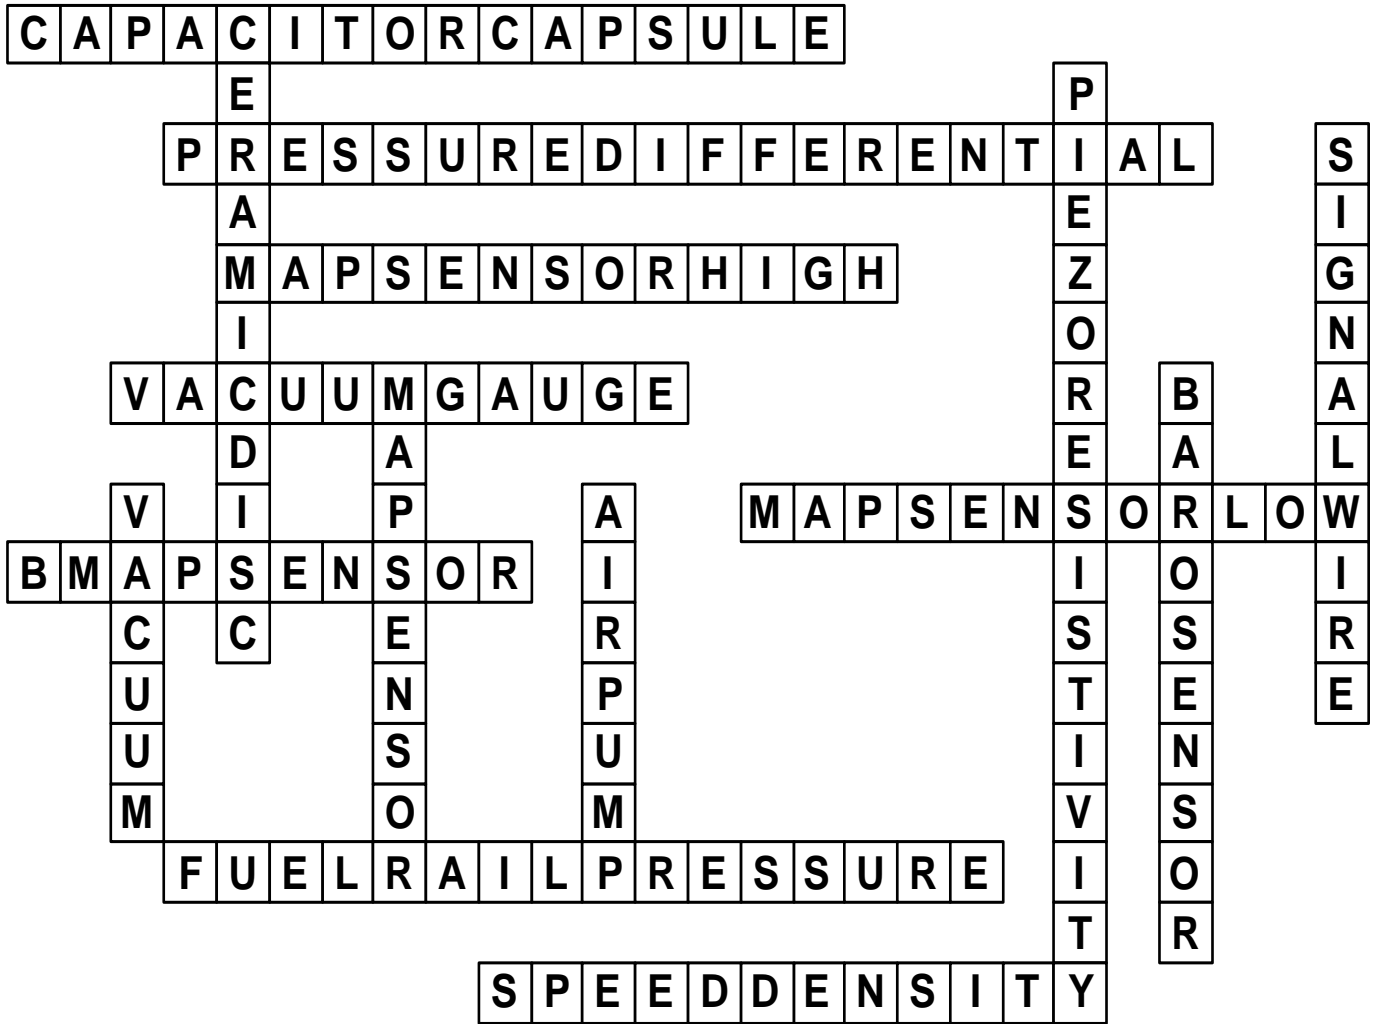 CAPACITORCAPSULE
CERAMICDISC
PIEZORESISTIVITY
PRESSUREDIFFERENTIAL
SIGNALWIRE
MAPSENSORHIGH
VACUUMGAUGE
MAPSENSOR
BAROSENSOR
VACUUM
AIRPUMP
MAPSENSORLOW
BMAPSENSOR
FUELRAILPRESSURE
SPEEDDENSITY